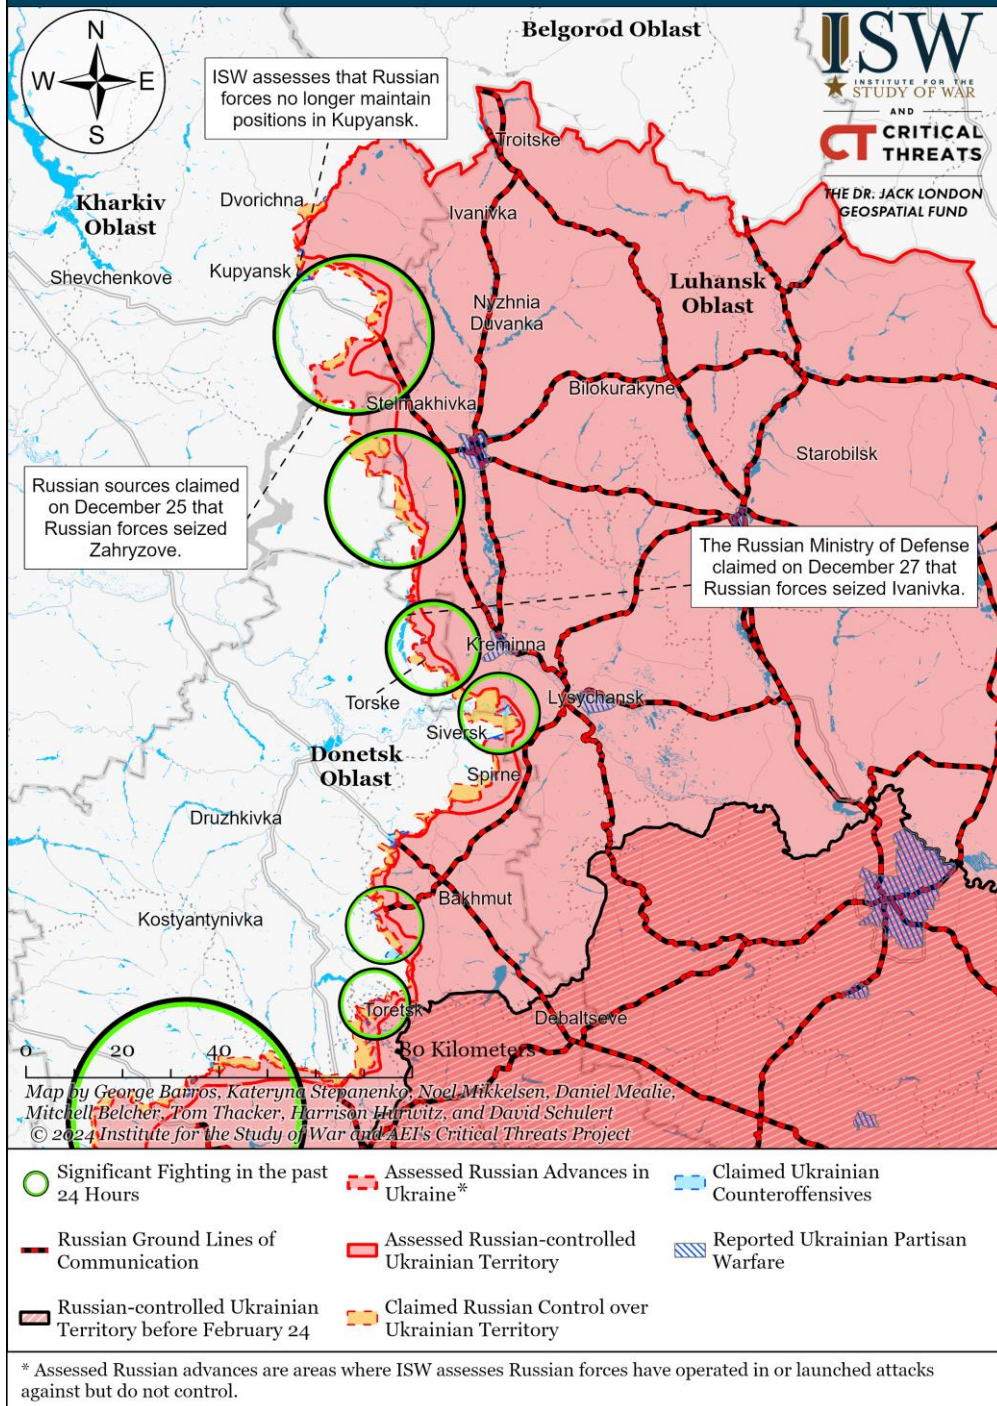 Belgorod Oblast
N
W E
S
ISW
INSTITUTE FOR THE
STUDY OF WAR
AND
CT CRITICAL
THREATS
THE DR. JACK LONDON
GEOSPATIAL FUND
ISW assesses that Russian
forces no longer maintain
positions in Kupyansk.
Troitske
Dvorichna
Kharkiv
Oblast
Ivanivka
Kupyansk
Shevchenkove
Luhansk
Oblast
Nyzhnia
Duvanka
Bilokurakyne
Stelmakhivka
Starobilsk
Russian sources claimed
on December 25 that
Russian forces seized
Zahryzove.
The Russian Ministry of Defense
claimed on December 27 that
Russian forces seized Ivanivka.
Kreminna
Torske
Lysychansk
Siversk
Donetsk
Oblast
Spirne
Druzhkivka
Bakhmut
Kostyantynivka
Toretsk
Debaltseve
0 20 40 80 Kilometers
Map by George Barros, Kateryna Stepanenko, Noel Mikkelsen, Daniel Mealie,
Mitchell Belcher, Tom Thacker, Harrison Hurwitz, and David Schulert
© 2024 Institute for the Study of War and AEI's Critical Threats Project
Significant Fighting in the past
24 Hours
Assessed Russian Advances in
Ukraine*
Claimed Ukrainian
Counteroffensives
Russian Ground Lines of
Communication
Assessed Russian-controlled
Ukrainian Territory
Reported Ukrainian Partisan
Warfare
Russian-controlled Ukrainian
Territory before February 24
Claimed Russian Control over
Ukrainian Territory
* Assessed Russian advances are areas where ISW assesses Russian forces have operated in or launched attacks
against but do not control.